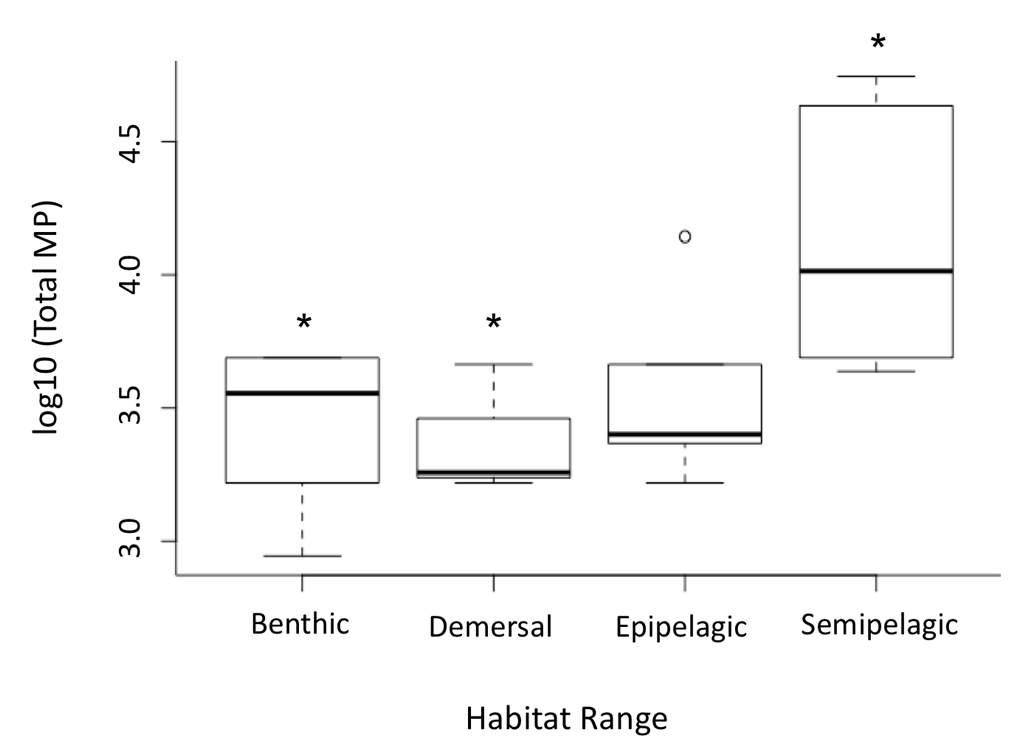 *
4.5
4.0
* *
3.5
3.0
log10 (Total MP)
Benthic Demersal Epipelagic Semipelagic
Habitat Range